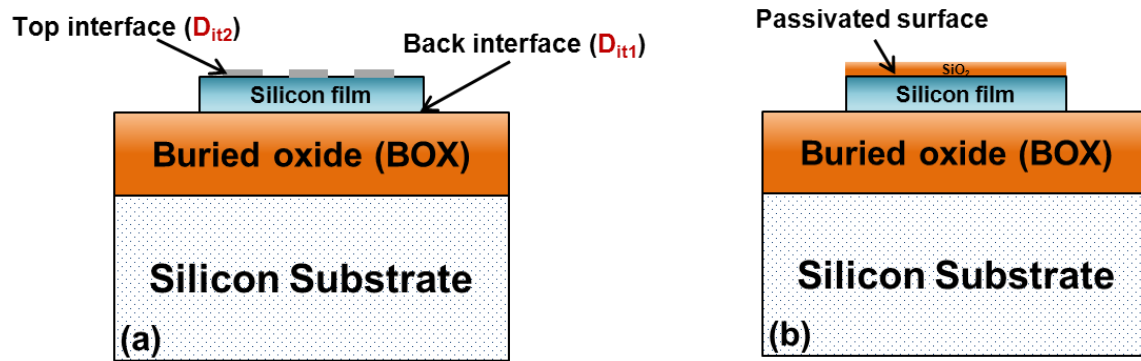 Top interface (Dit2)
Back interface (Dit1)
Silicon film
Buried oxide (BOX)
Silicon Substrate
(a)
Passivated surface
SiO2
Silicon film
Buried oxide (BOX)
Silicon Substrate
(b)